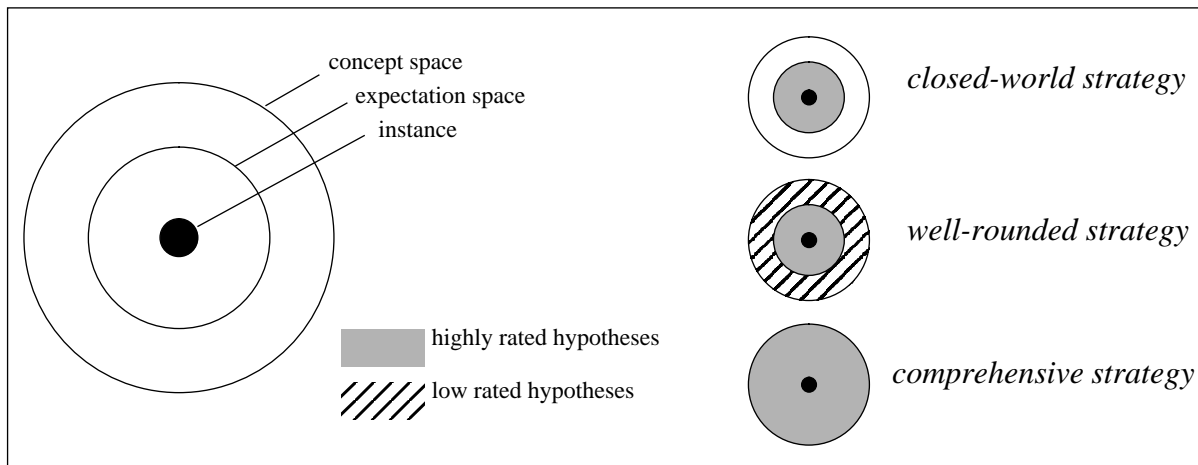 concept space
expectation space
instance
highly rated hypotheses
low rated hypotheses
closed-world strategy
well-rounded strategy
comprehensive strategy